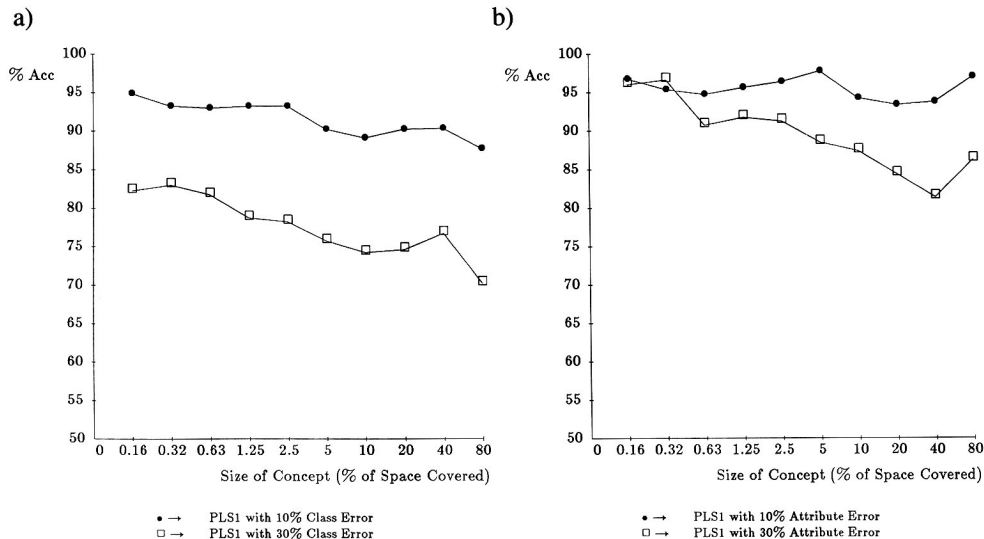 a)
% Acc
100
95
90
85
80
75
70
65
60
55
50
0 0.16 0.32 0.63 1.25 2.5 5 10 20 40 80
Size of Concept (% of Space Covered)
PLS1 with 10% Class Error
PLS1 with 30% Class Error
b)
% Acc
100
95
90
85
80
75
70
65
60
55
50
0 0.16 0.32 0.63 1.25 2.5 5 10 20 40 80
Size of Concept (% of Space Covered)
PLS1 with 10% Attribute Error
PLS1 with 30% Attribute Error